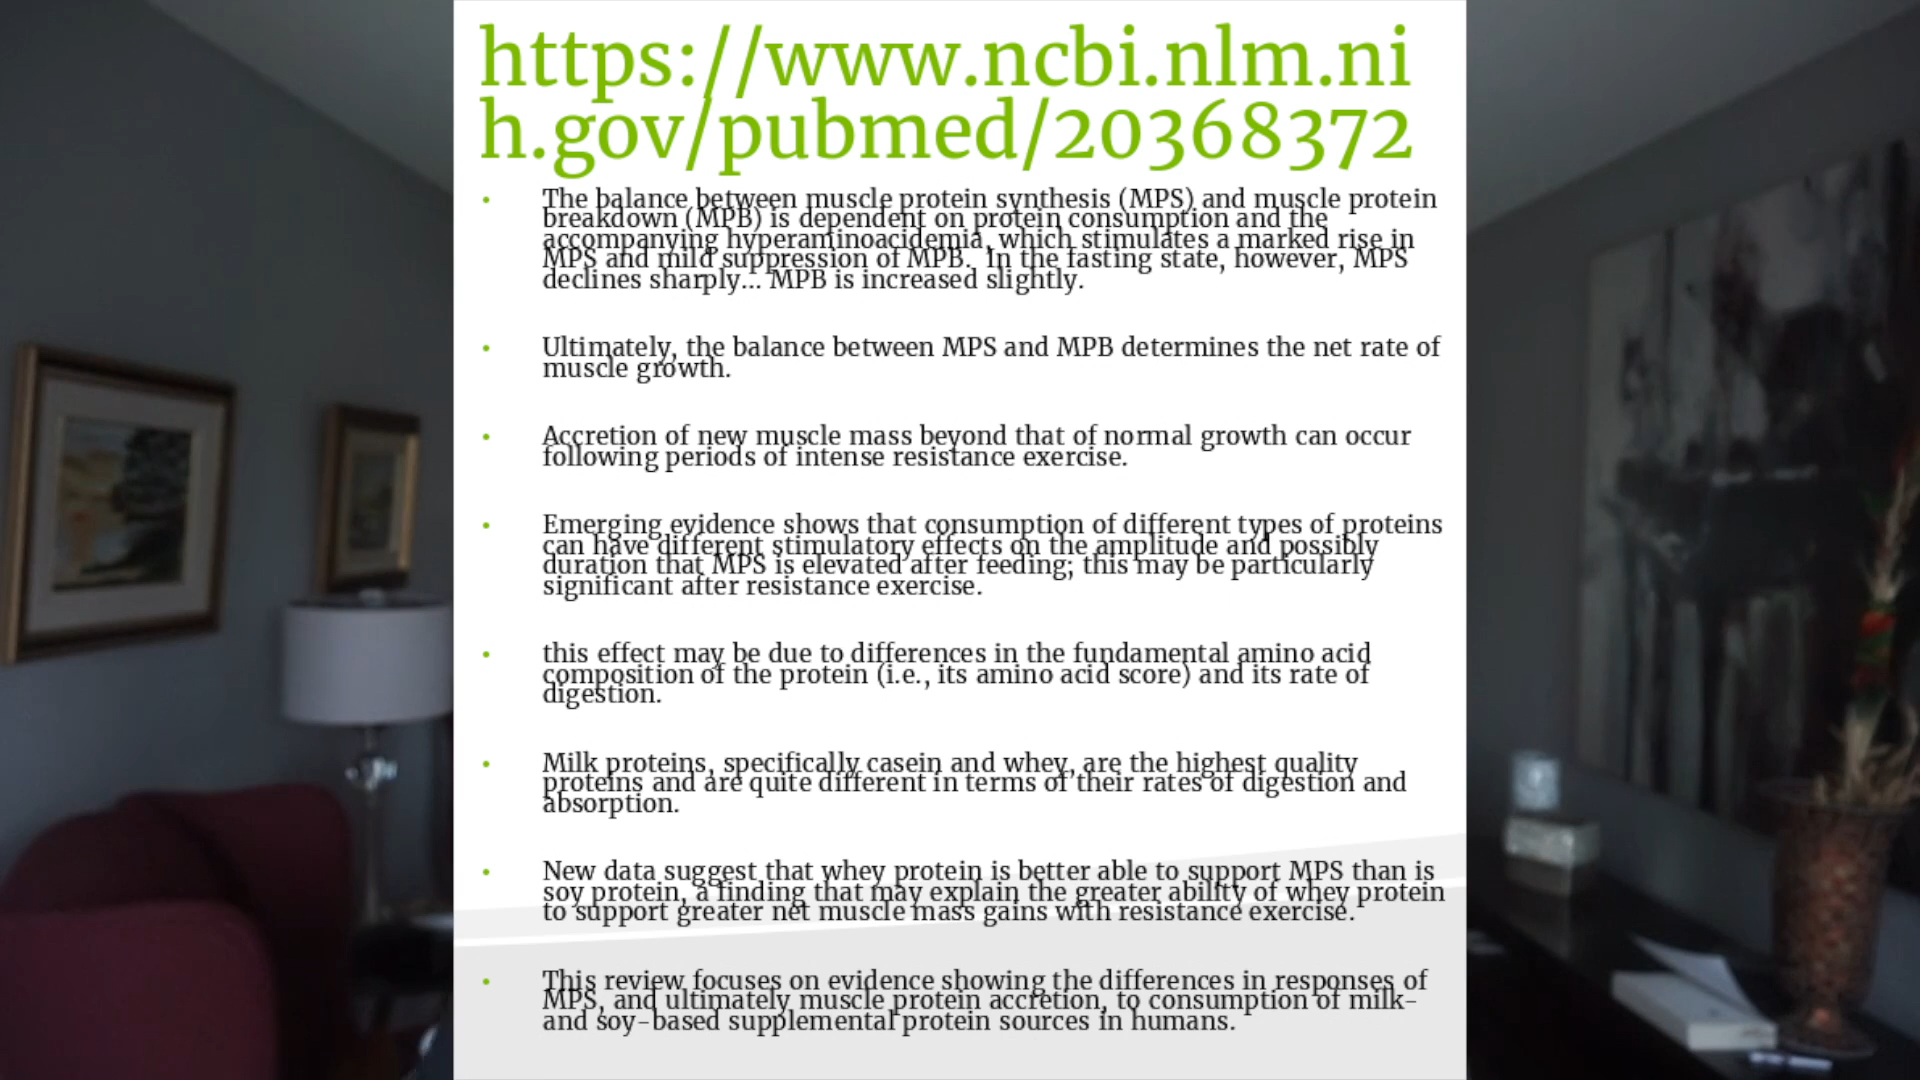 https://www.ncbi.nlm.ni
h.gov/pubmed/20368372
• The balance between muscle protein synthesis (MPS) and muscle protein
breakdown (MPB) is dependent on protein consumption and the
accompanying hyperaminoacidemia, which stimulates a marked rise in
MPS and mild suppression of MPB. In the fasting state, however, MPS
declines sharply... MPB is increased slightly.
• Ultimately, the balance between MPS and MPB determines the net rate of
muscle growth.
• Accretion of new muscle mass beyond that of normal growth can occur
following periods of intense resistance exercise.
• Emerging evidence shows that consumption of different types of proteins
can have different stimulatory effects on the amplitude and possibly
duration that MPS is elevated after feeding; this may be particularly
significant after resistance exercise.
• this effect may be due to differences in the fundamental amino acid
composition of the protein (i.e., its amino acid score) and its rate of
digestion.
• Milk proteins, specifically casein and whey, are the highest quality
proteins and are quite different in terms of their rates of digestion and
absorption.
• New data suggest that whey protein is better able to support MPS than is
soy protein, a finding that may explain the greater ability of whey protein
to support greater net muscle mass gains with resistance exercise.
• This review focuses on evidence showing the differences in responses of
MPS, and ultimately muscle protein accretion, to consumption of milk-
and soy-based supplemental protein sources in humans.